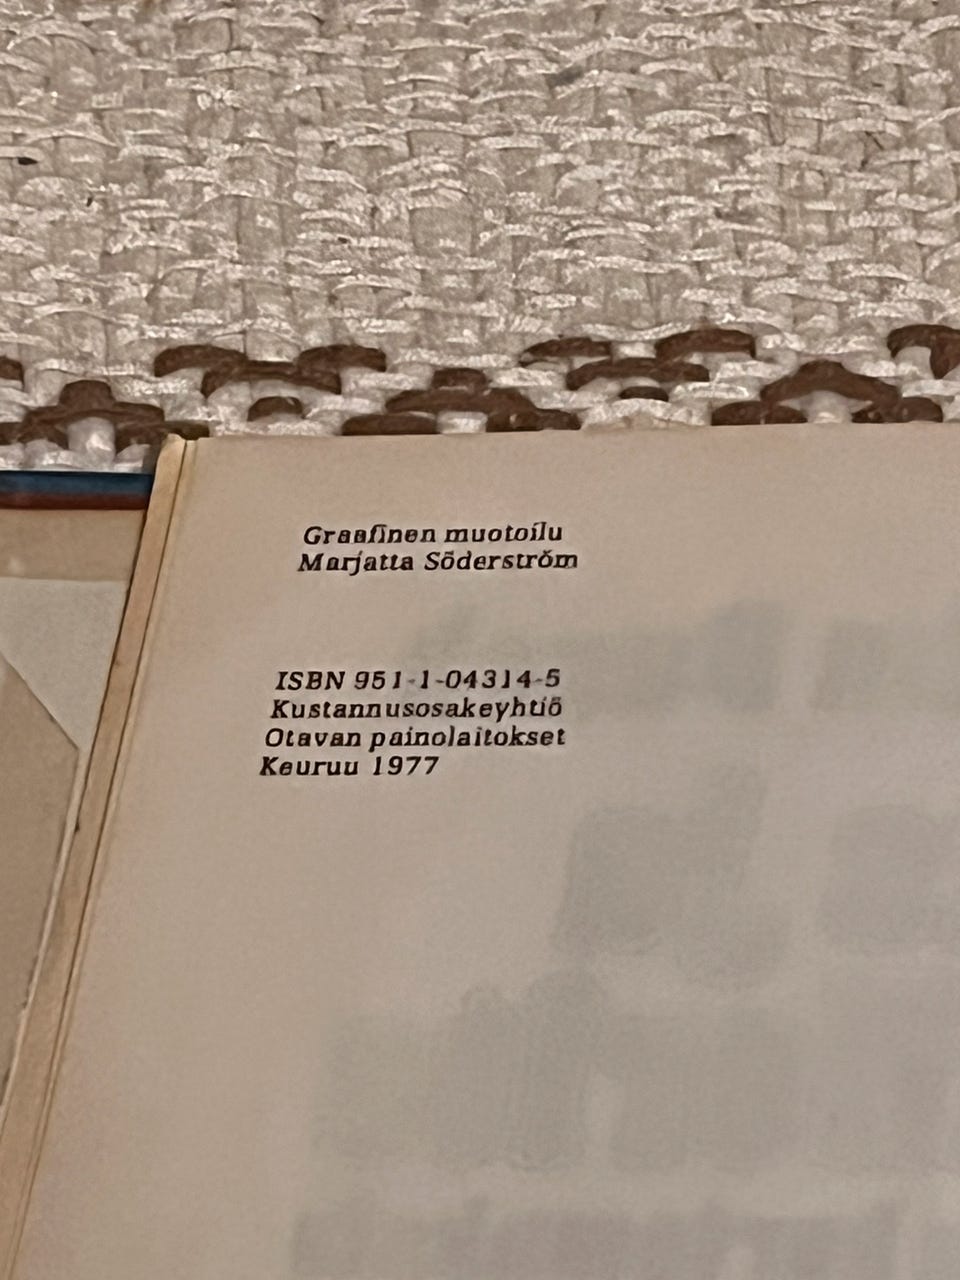 Graafinen muotoilu
Marjatta Söderström
ISBN 951-1-04314-5
Kustannusosakeyhtiö
Otavan painolaitokset
Keuruu 1977